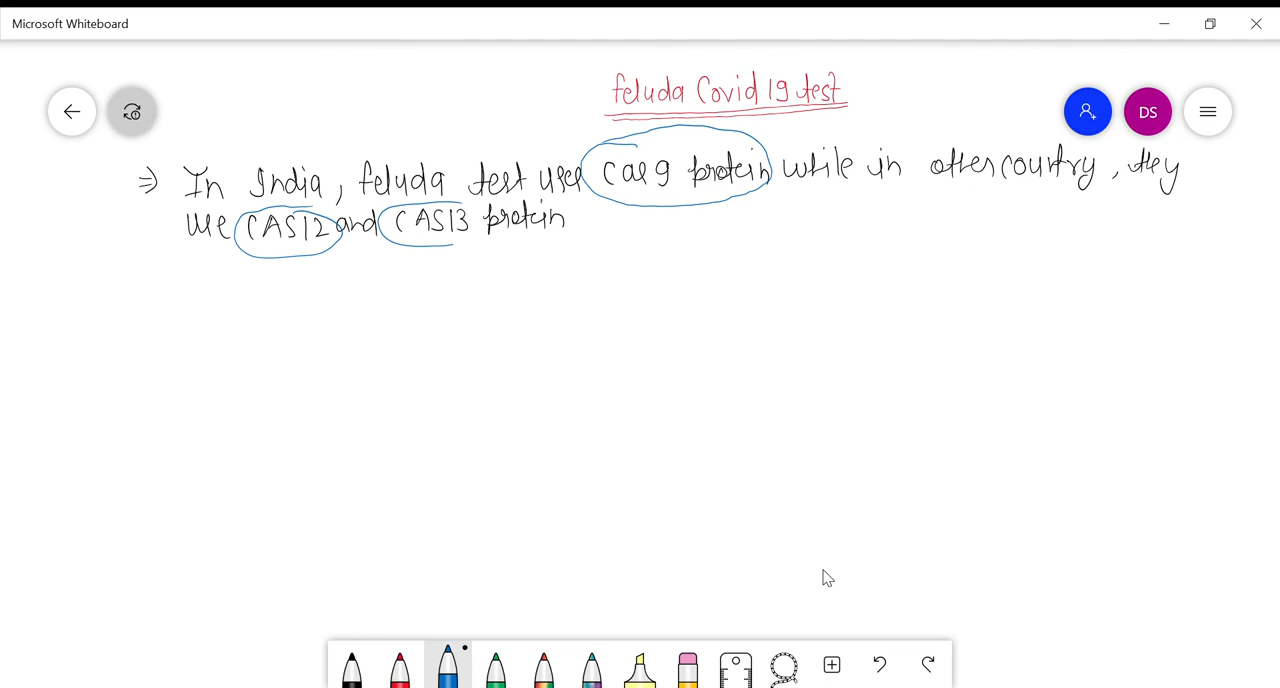 Microsoft Whiteboard
feluda Covid 19 test
DS
⇒ In India, feluda test used Cas 9 protein while in other country, they
use CAS12 and CAS13 protein